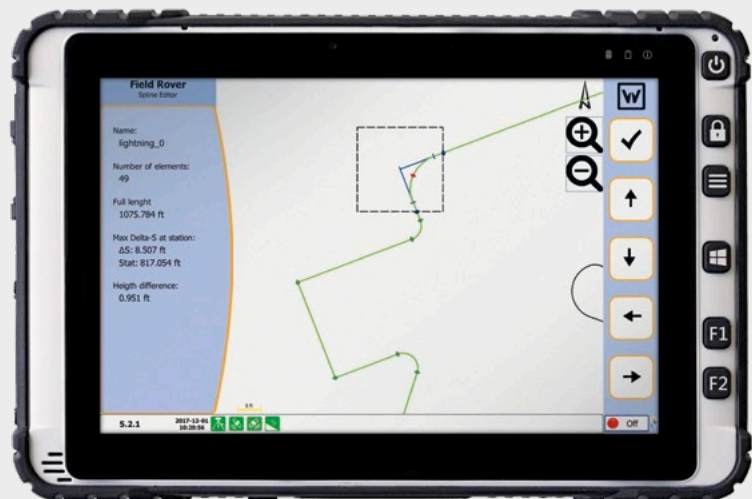 Field Rover
Spline Editor
Name:
lightning_0
Number of elements:
49
Full lenght
1075.784 ft
Max Delta-S at station:
ΔS: 8.507 ft
Stat: 817.054 ft
Heigth difference:
0.951 ft
W
F1
F2
5.2.1
2017-12-01
10:20:56
Off